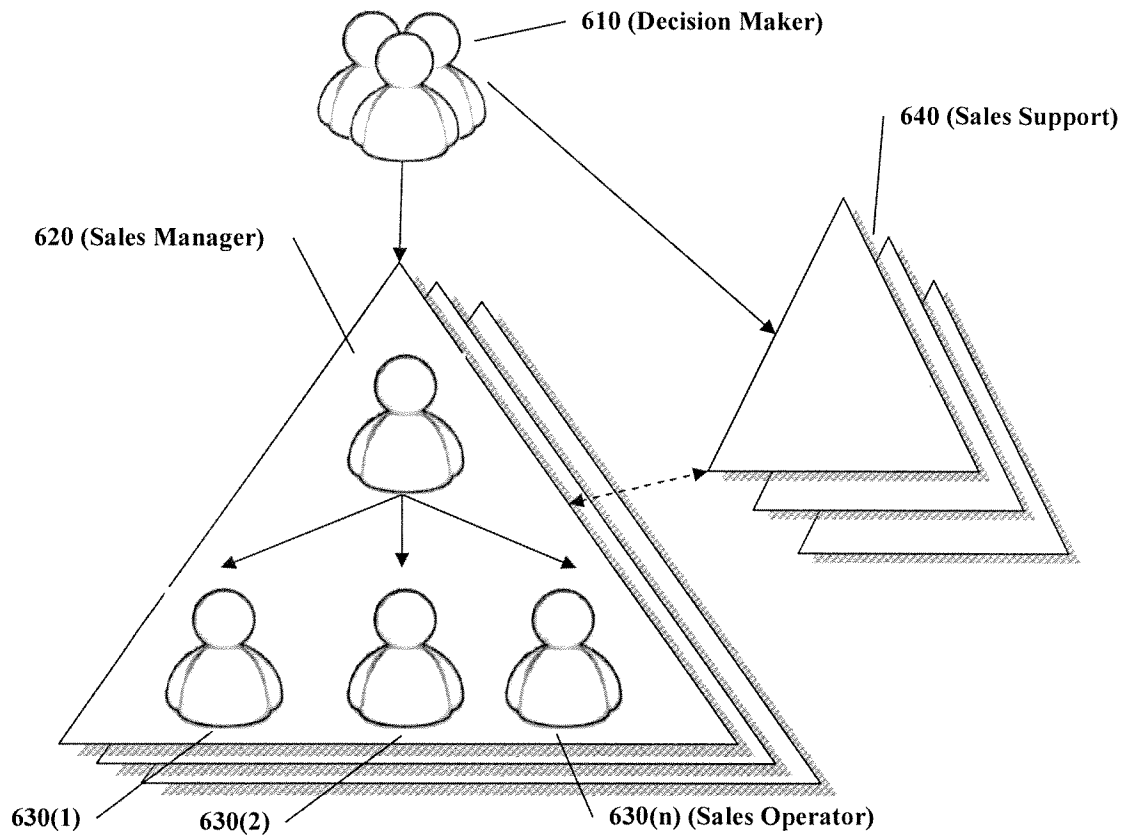 610 (Decision Maker)
640 (Sales Support)
620 (Sales Manager)
630(1)
630(2)
630(n) (Sales Operator)